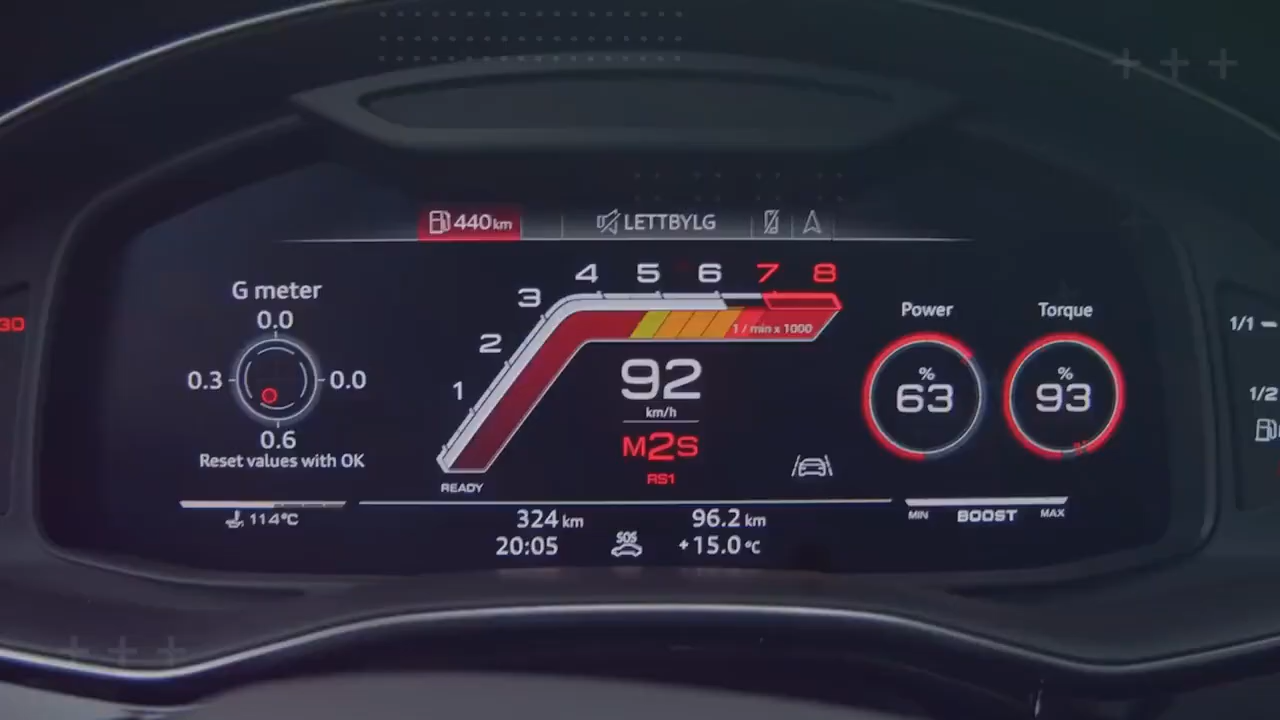 440 km
LETTBYLG
4 5 6 7 8
3
2
1
1 / min x 1000
READY
92
km/h
M2S
RS1
G meter
0.0
0.3
0.0
0.6
Reset values with OK
Power
% 63
Torque
% 93
30
1/1
1/2
114°C
324 km
96.2 km
20:05
SOS
+15.0 °C
MIN BOOST MAX